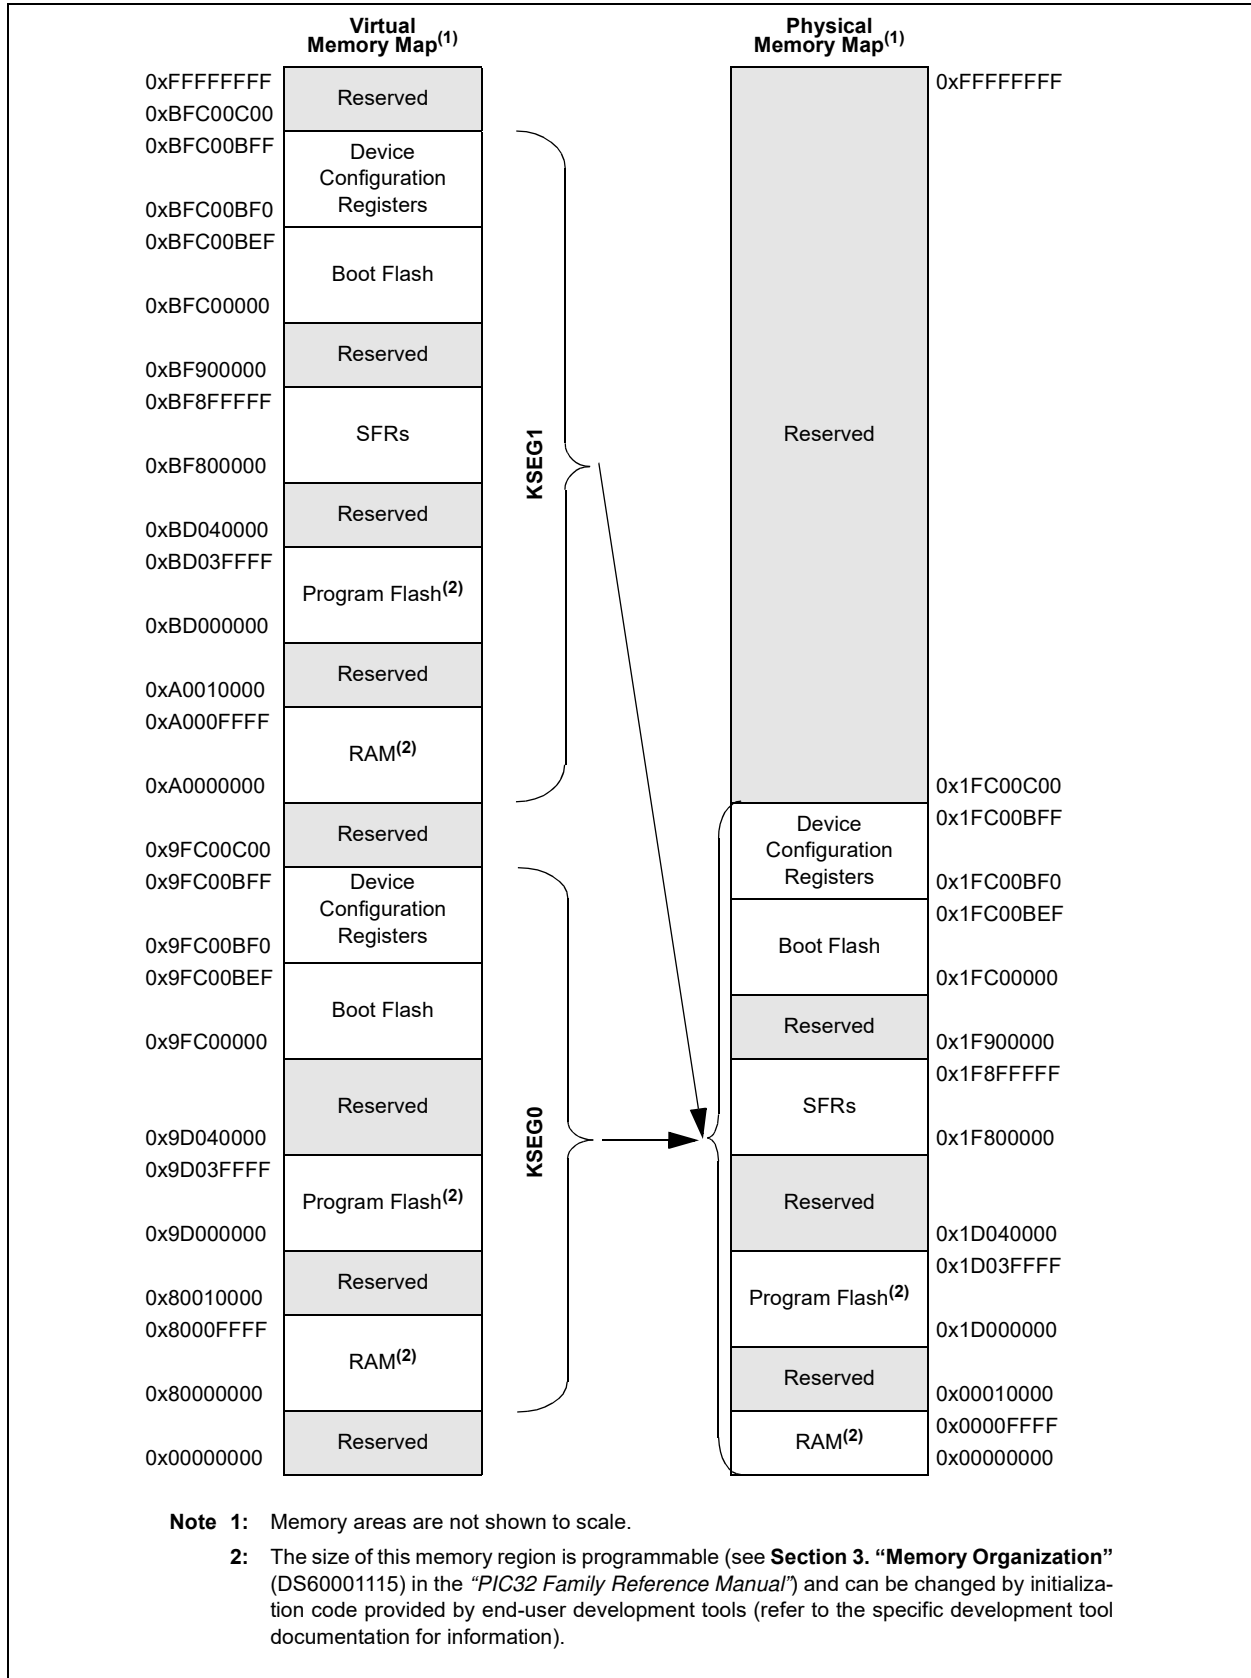 Virtual
Memory Map(1)
0xFFFFFFFF
Reserved
0xBFC00C00
0xBFC00BFF
Device
Configuration
Registers
0xBFC00BF0
0xBFC00BEF
Boot Flash
0xBFC00000
Reserved
0xBF900000
0xBF8FFFFF
SFRs
0xBF800000
Reserved
0xBD040000
0xBD03FFFF
Program Flash(2)
0xBD000000
Reserved
0xA0010000
0xA000FFFF
RAM(2)
0xA0000000
Reserved
0x9FC00C00
0x9FC00BFF
Device
Configuration
Registers
0x9FC00BF0
0x9FC00BEF
Boot Flash
0x9FC00000
Reserved
0x9D040000
0x9D03FFFF
Program Flash(2)
0x9D000000
Reserved
0x80010000
0x8000FFFF
RAM(2)
0x80000000
Reserved
0x00000000
KSEG1
KSEG0
Physical
Memory Map(1)
0xFFFFFFFF
Reserved
0x1FC00C00
0x1FC00BFF
Device
Configuration
Registers
0x1FC00BF0
0x1FC00BEF
Boot Flash
0x1FC00000
Reserved
0x1F900000
0x1F8FFFFF
SFRs
0x1F800000
Reserved
0x1D040000
0x1D03FFFF
Program Flash(2)
0x1D000000
Reserved
0x00010000
0x0000FFFF
RAM(2)
0x00000000
Note 1: Memory areas are not shown to scale.
2: The size of this memory region is programmable (see Section 3. “Memory Organization”
(DS60001115) in the “PIC32 Family Reference Manual”) and can be changed by initializa-
tion code provided by end-user development tools (refer to the specific development tool
documentation for information).